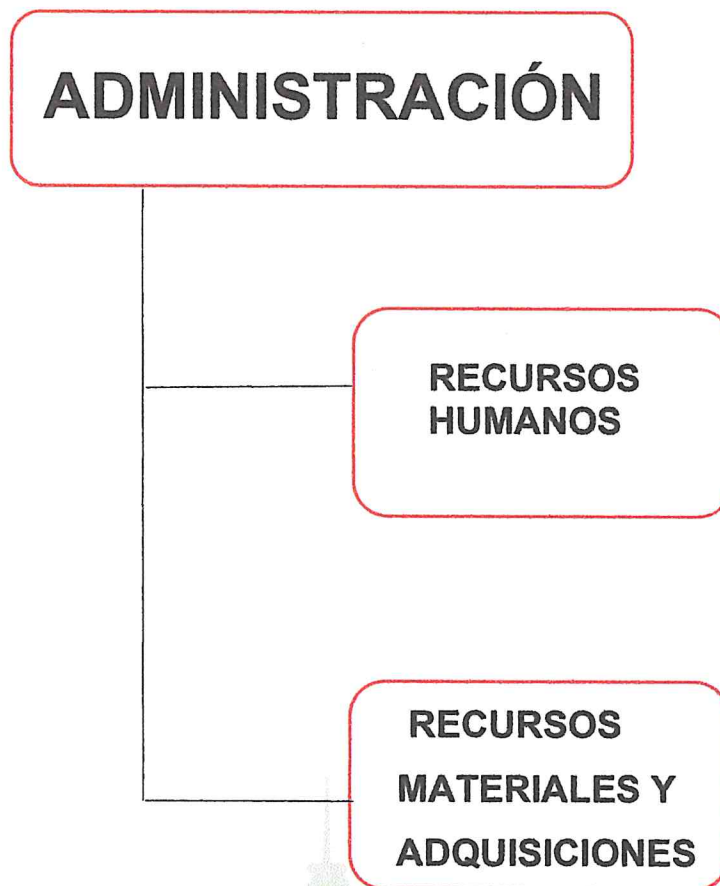 ADMINISTRACIÓN
RECURSOS
HUMANOS
RECURSOS
MATERIALES Y
ADQUISICIONES